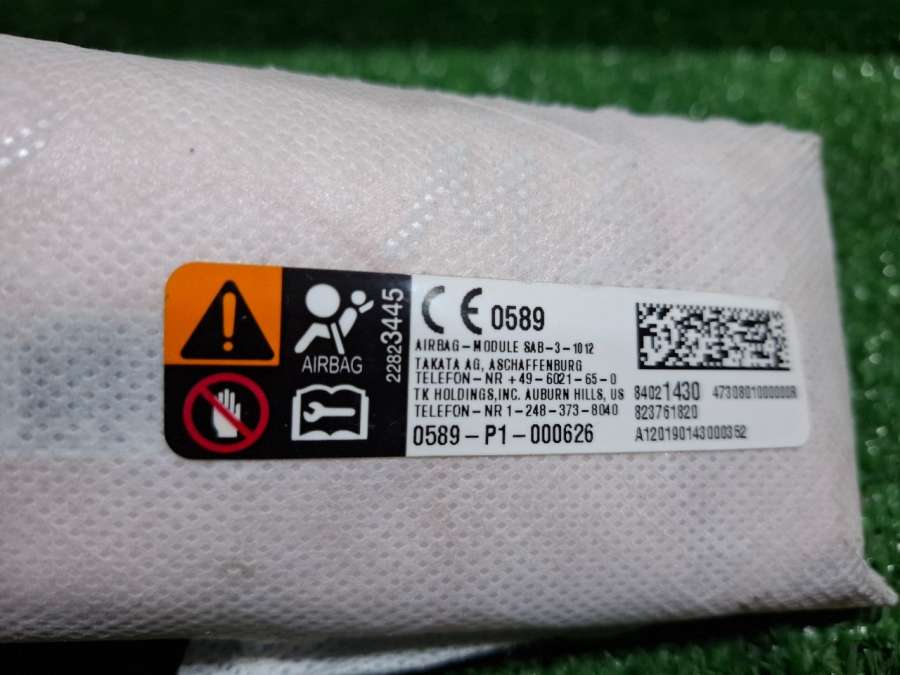 AIRBAG
22823445
CE 0589
AIRBAG-MODULE SAB-3-1012
TAKATA AG, ASCHAFFENBURG
TELEFON-NR +49-6021-65-0
TK HOLDINGS,INC. AUBURN HILLS, US
TELEFON-NR 1-248-373-8040
0589-P1-000626
84021430 4730801000000R
823761820
A120190143000352